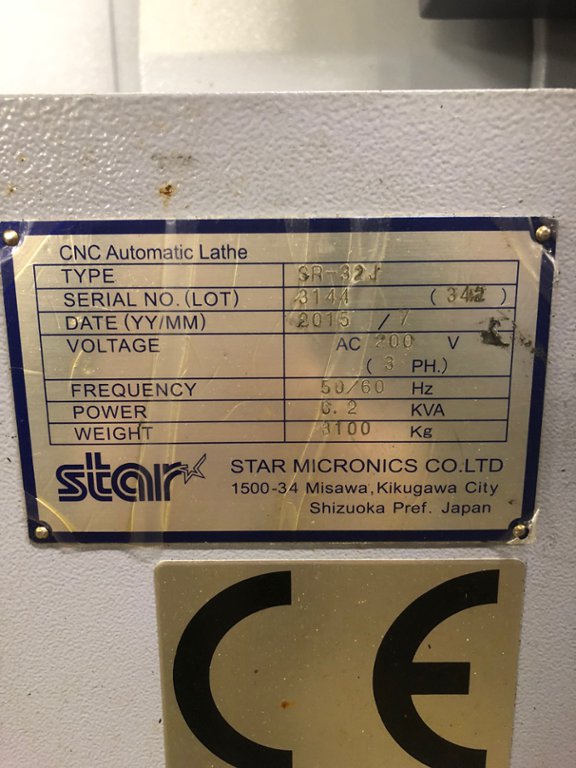 CNC Automatic Lathe
TYPE SR-32J
SERIAL NO. (LOT) 3144 (342)
DATE (YY/MM) 2015 / 7
VOLTAGE AC 200 V
( 3 PH.)
FREQUENCY 50/60 Hz
POWER 6.2 KVA
WEIGHT 3100 Kg
star
STAR MICRONICS CO.LTD
1500-34 Misawa,Kikugawa City
Shizuoka Pref. Japan
CE